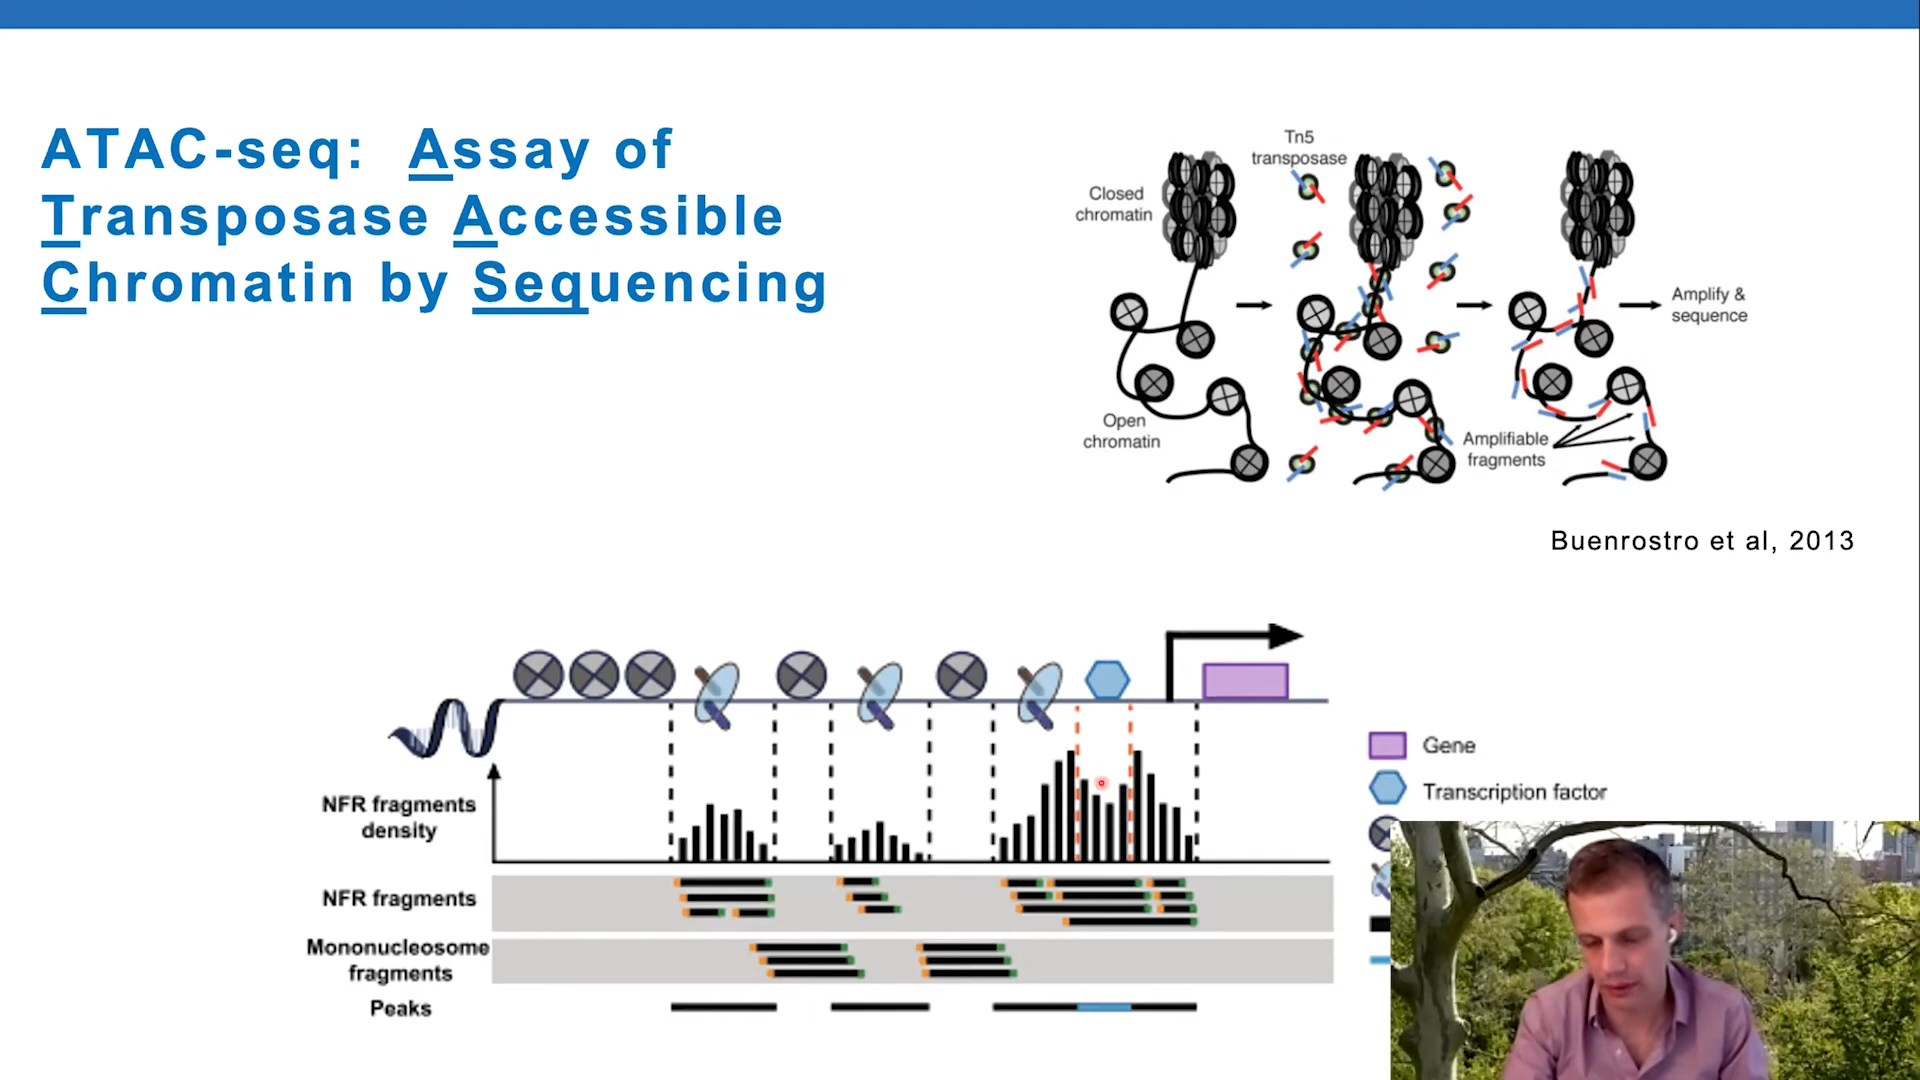 ATAC-seq: Assay of
Transposase Accessible
Chromatin by Sequencing
Tn5
transposase
Closed
chromatin
Open
chromatin
Amplifiable
fragments
Amplify &
sequence
Buenrostro et al, 2013
NFR fragments
density
NFR fragments
Mononucleosome
fragments
Peaks
Gene
Transcription factor